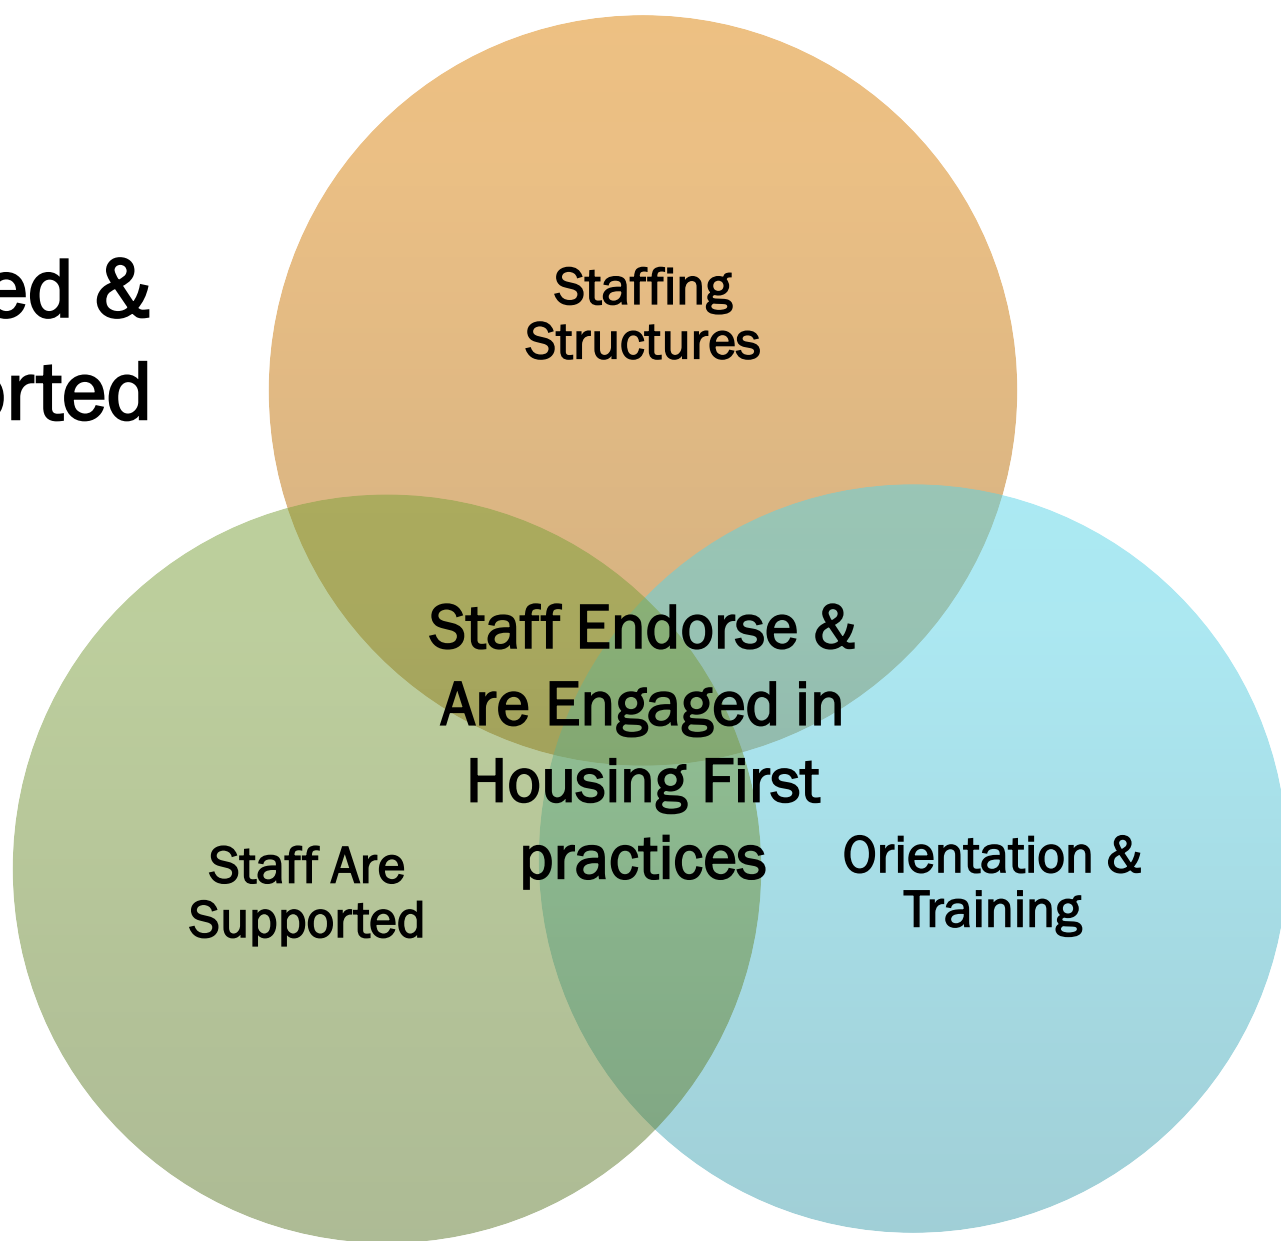 ed &
orted
Staffing
Structures
Staff Endorse &
Are Engaged in
Housing First
practices
Staff Are
Supported
Orientation &
Training